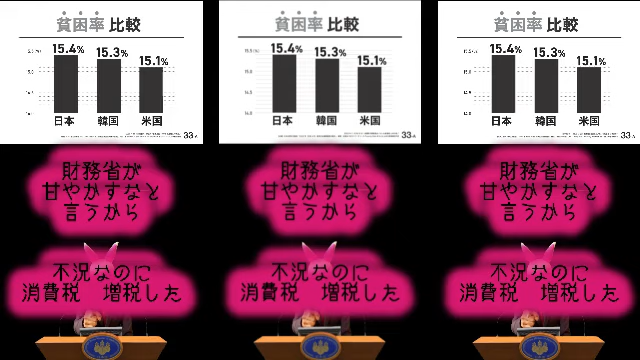 貧困率 比較
15.4%
15.3%
15.1%
日本
韓国
米国
33
財務省が
甘やかすなと
言うから
不況なのに
消費税 増税した
貧困率 比較
15.4%
15.3%
15.1%
日本
韓国
米国
33
財務省が
甘やかすなと
言うから
不況なのに
消費税 増税した
貧困率 比較
15.4%
15.3%
15.1%
日本
韓国
米国
33
財務省が
甘やかすなと
言うから
不況なのに
消費税 増税した